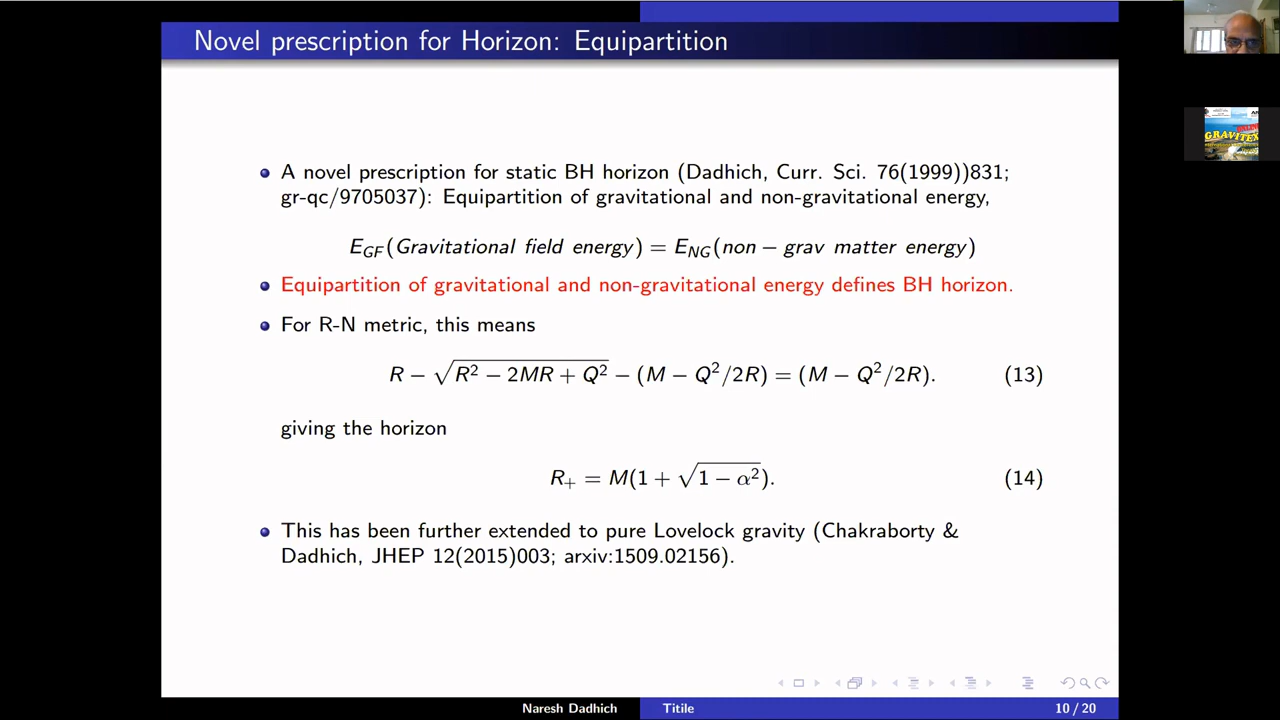 Novel prescription for Horizon: Equipartition
A novel prescription for static BH horizon (Dadhich, Curr. Sci. 76(1999))831;
gr-qc/9705037): Equipartition of gravitational and non-gravitational energy,
E_GF(Gravitational field energy) = E_NG(non − grav matter energy)
Equipartition of gravitational and non-gravitational energy defines BH horizon.
For R-N metric, this means
R − √(R² − 2MR + Q²) − (M − Q²/2R) = (M − Q²/2R). (13)
giving the horizon
R₊ = M(1 + √(1 − α²)). (14)
This has been further extended to pure Lovelock gravity (Chakraborty &
Dadhich, JHEP 12(2015)003; arxiv:1509.02156).
Naresh Dadhich Titile 10 / 20